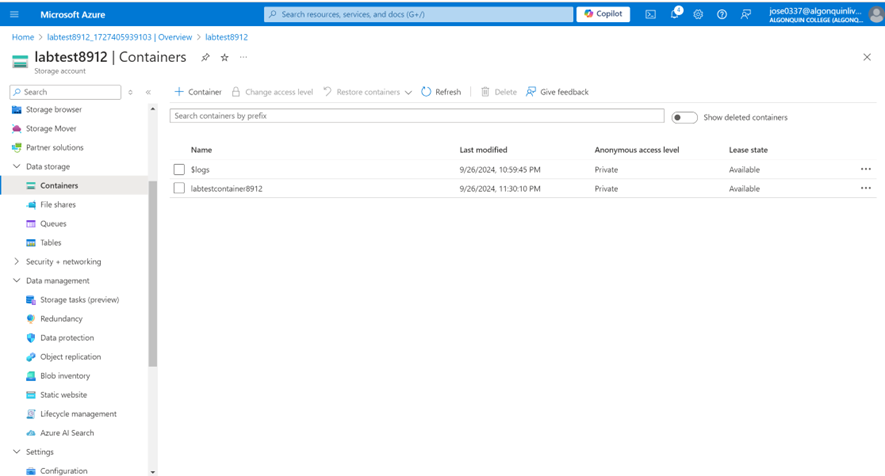 Microsoft Azure
Search resources, services, and docs (G+/)
Copilot
4
jose0337@algonquinliv...
ALGONQUIN COLLEGE (ALGONQ...
Home > labtest8912_1727405939103 | Overview > labtest8912
labtest8912 | Containers
Storage account
Search
Container
Change access level
Restore containers
Refresh
Delete
Give feedback
Storage browser
Storage Mover
Partner solutions
Data storage
Containers
File shares
Queues
Tables
Security + networking
Data management
Storage tasks (preview)
Redundancy
Data protection
Object replication
Blob inventory
Static website
Lifecycle management
Azure AI Search
Settings
Configuration
Search containers by prefix
Show deleted containers
Name Last modified Anonymous access level Lease state
$logs 9/26/2024, 10:59:45 PM Private Available
labtestcontainer8912 9/26/2024, 11:30:10 PM Private Available